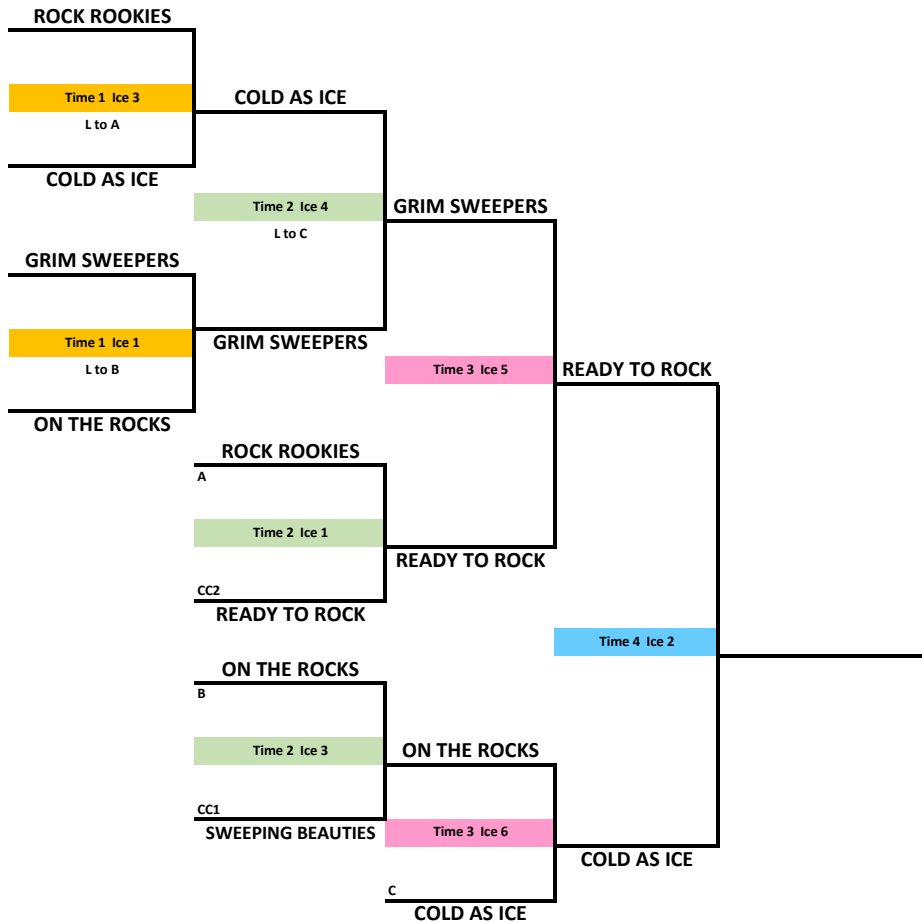 ROCK ROOKIES
Time 1 Ice 3
COLD AS ICE
L to A
COLD AS ICE
Time 2 Ice 4
GRIM SWEEPERS
L to C
GRIM SWEEPERS
Time 1 Ice 1
GRIM SWEEPERS
L to B
Time 3 Ice 5
READY TO ROCK
ON THE ROCKS
ROCK ROOKIES
A
Time 2 Ice 1
READY TO ROCK
CC2
READY TO ROCK
Time 4 Ice 2
ON THE ROCKS
B
Time 2 Ice 3
ON THE ROCKS
CC1
SWEEPING BEAUTIES
Time 3 Ice 6
COLD AS ICE
C
COLD AS ICE